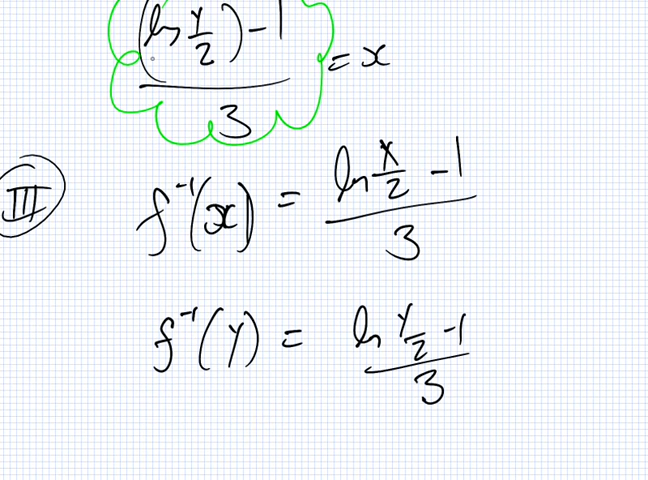 ((ln y/2) - 1)/3 = x
III f⁻¹(x) = (ln x/2 - 1)/3
f⁻¹(y) = (ln y/2 - 1)/3